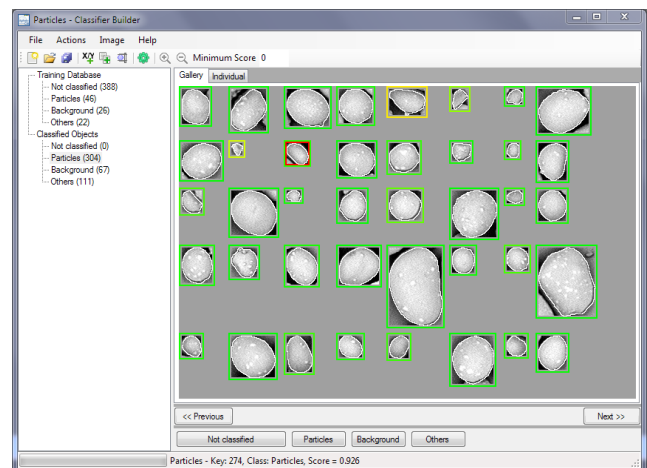 Particles - Classifier Builder
File Actions Image Help
X/Y Minimum Score 0
Training Database
Not classified (388)
Particles (46)
Background (26)
Others (22)
Classified Objects
Not classified (0)
Particles (304)
Background (67)
Others (111)
Gallery Individual
<< Previous Next >>
Not classified Particles Background Others
Particles - Key: 274, Class: Particles, Score = 0.926